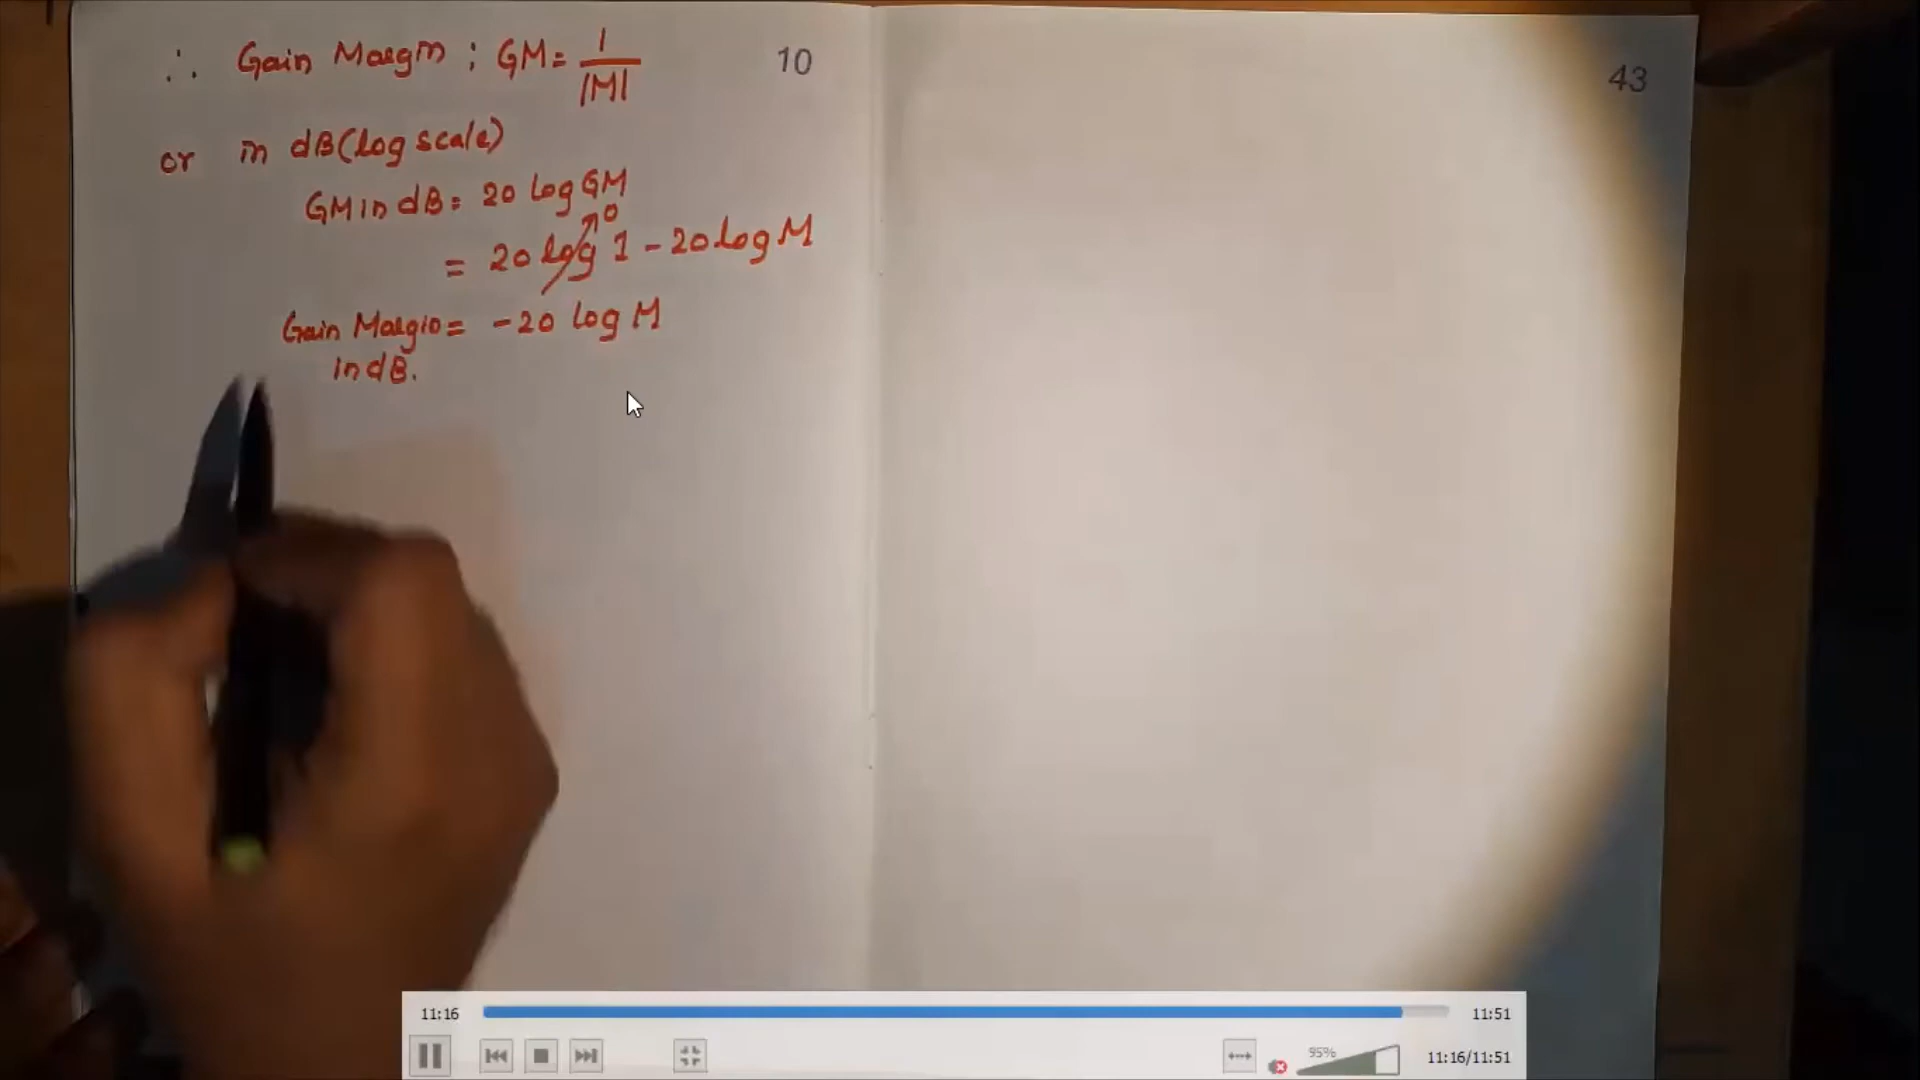 ∴ Gain Margin : GM = 1/|M|
10
43
or in dB (log scale)
GM in dB = 20 log GM
= 20 log 1 →0 - 20 log M
Gain Margin = -20 log M
in dB.
11:16
11:51
95%
11:16/11:51